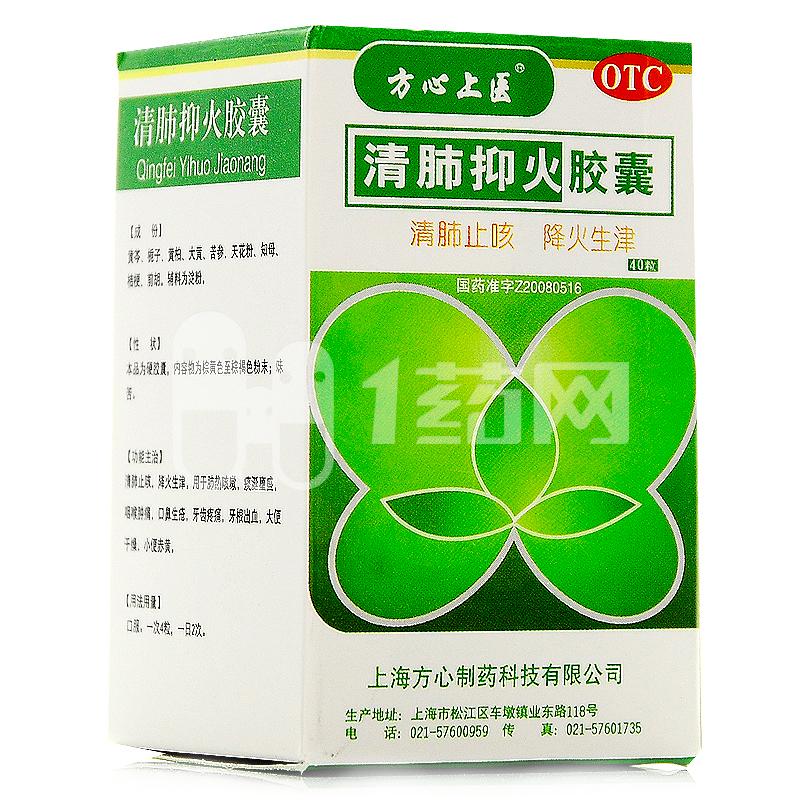 清肺抑火胶囊
Qingfei Yihuo Jiaonang
【成 份】
黄芩、栀子、黄柏、大黄、苦参、天花粉、知母、
桔梗、前胡。辅料为淀粉。
【性 状】
本品为硬胶囊，内容物为棕黄色至棕褐色粉末；味
苦。
【功能主治】
清肺止咳，降火生津，用于肺热咳嗽，痰涎壅盛，
咽喉肿痛，口鼻生疮，牙齿疼痛，牙根出血，大便
干燥，小便赤黄。
【用法用量】
口服，一次4粒，一日2次。
方心上医®
OTC
清肺抑火胶囊
清肺止咳 降火生津
40粒
国药准字Z20080516
1药网
上海方心制药科技有限公司
生产地址: 上海市松江区车墩镇业东路118号
电 话: 021-57600959 传 真: 021-57601735